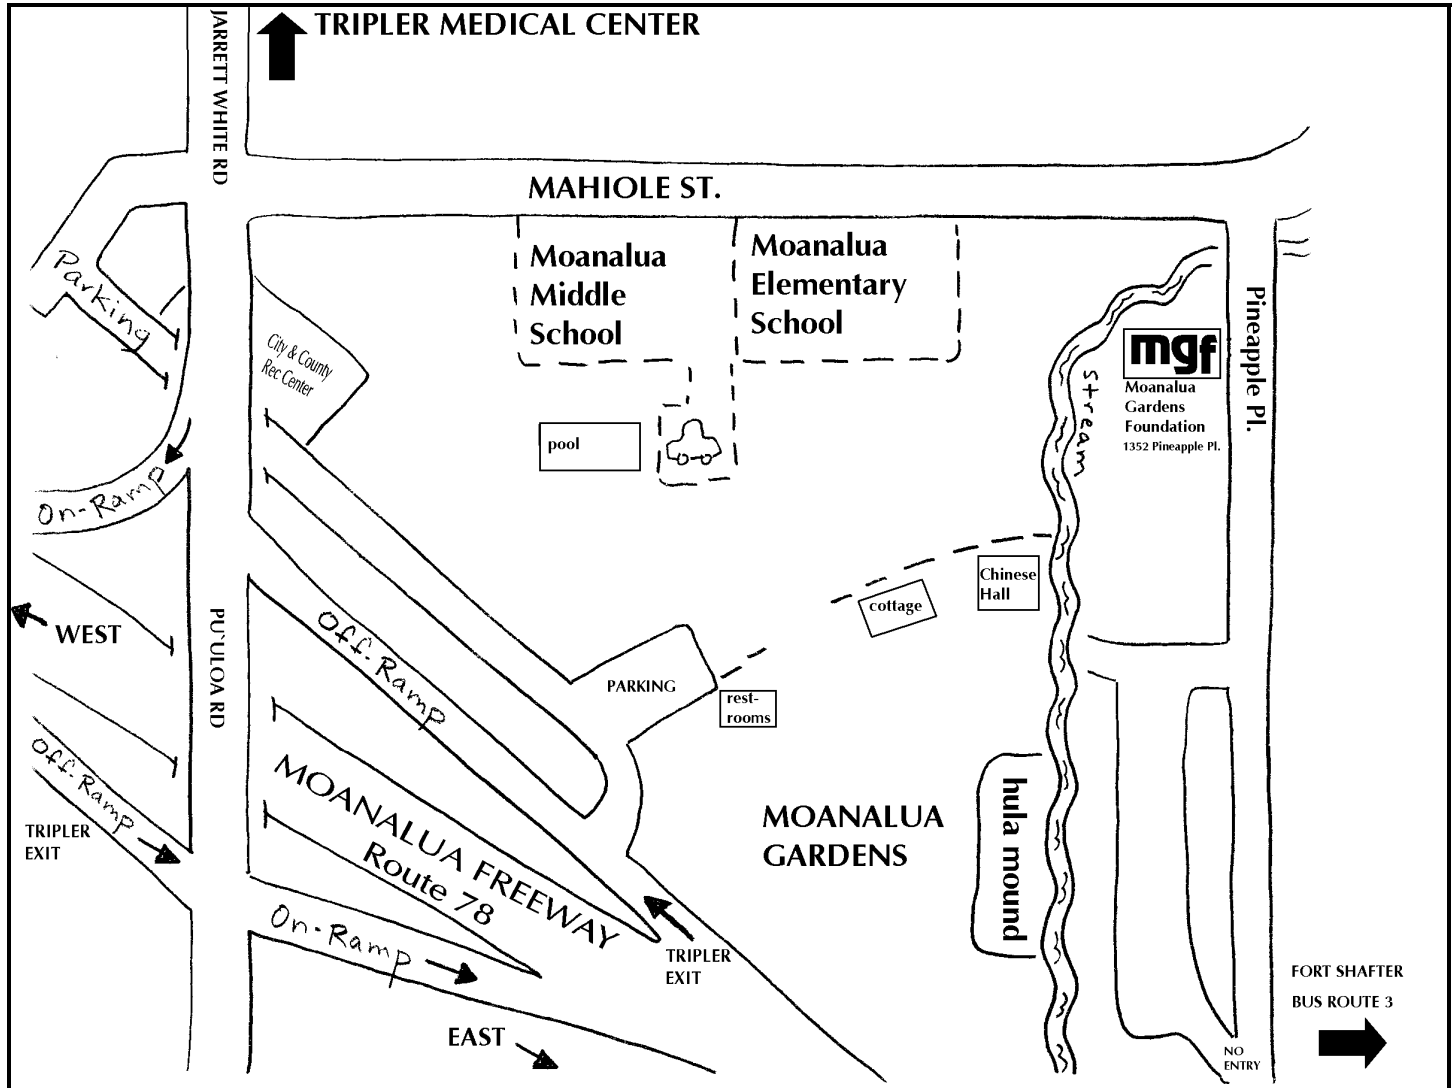 TRIPLER MEDICAL CENTER
JARRETT WHITE RD
MAHIOLE ST.
Parking
City & County
Rec Center
Moanalua
Middle
School
Moanalua
Elementary
School
pool
stream
mgf
Moanalua
Gardens
Foundation
1352 Pineapple Pl.
Pineapple Pl.
On-Ramp
WEST
PU`ULOA RD
Off-Ramp
Chinese
Hall
cottage
PARKING
rest-
rooms
Off-Ramp
TRIPLER
EXIT
MOANALUA FREEWAY
Route 78
MOANALUA
GARDENS
hula mound
On-Ramp
TRIPLER
EXIT
EAST
FORT SHAFTER
BUS ROUTE 3
NO
ENTRY